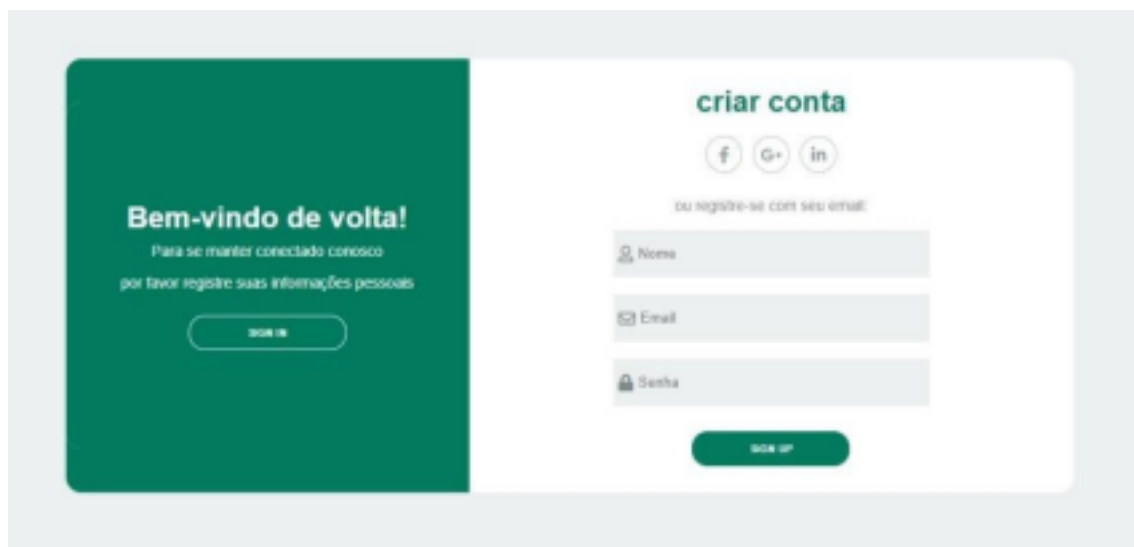 Bem-vindo de volta!
Para se manter conectado conosco
por favor registre suas informações pessoais
SIGN IN
criar conta
f G+ in
ou registre-se com seu email:
Nome
Email
Senha
SIGN UP